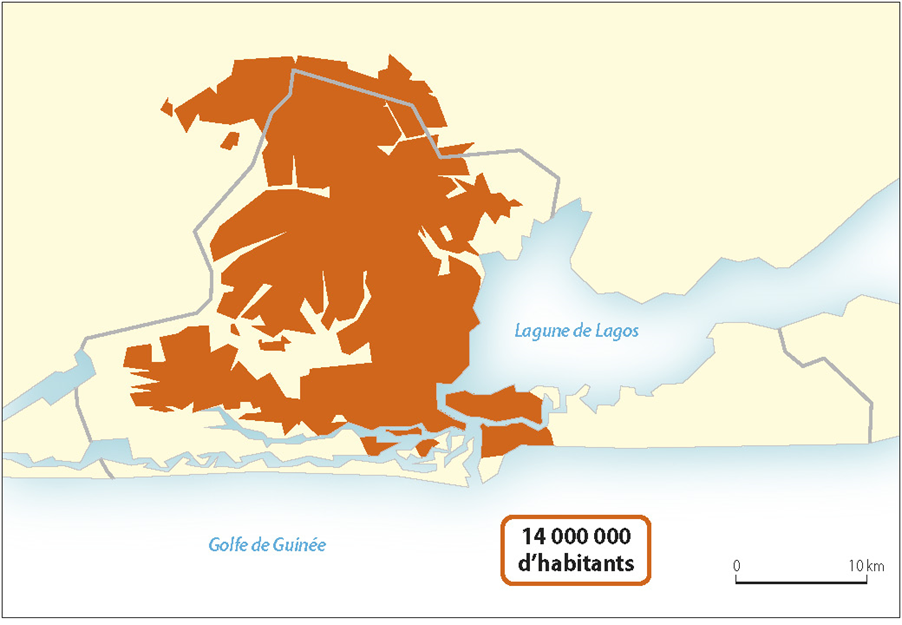 Lagune de Lagos
Golfe de Guinée
14 000 000
d'habitants
0 10 km